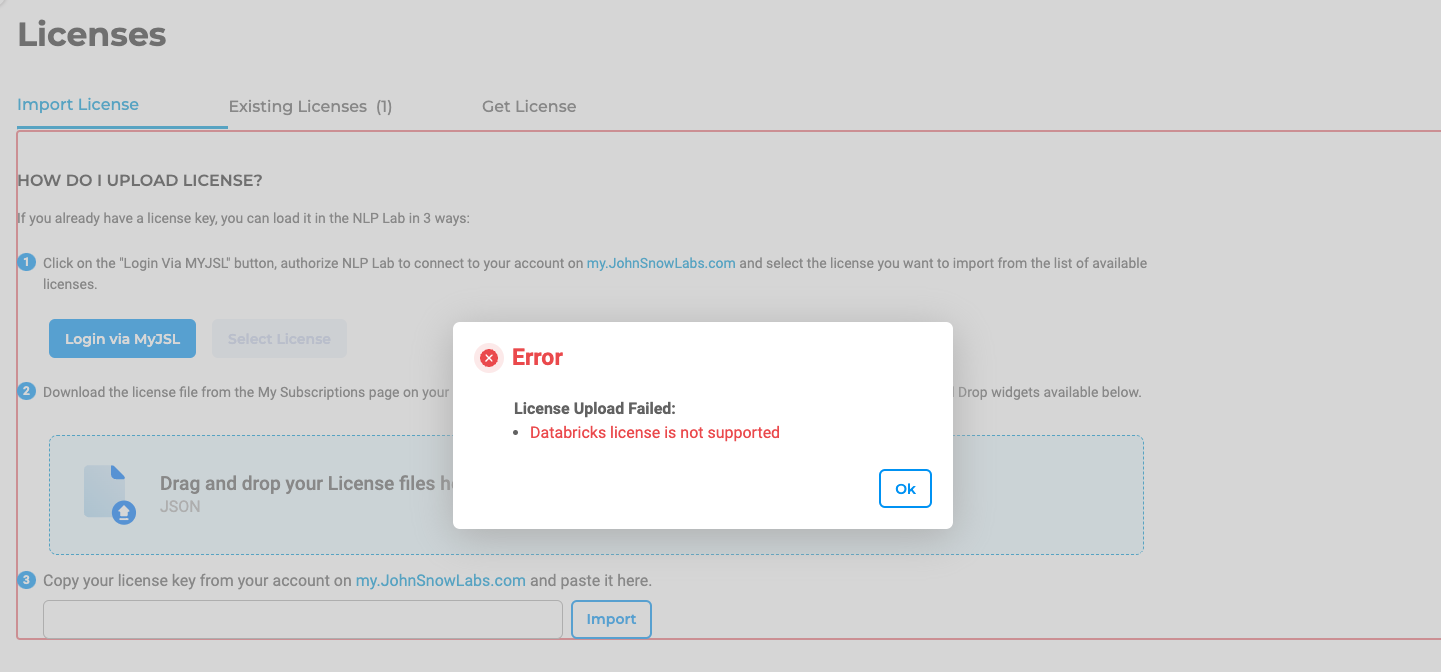 Licenses
Import License
Existing Licenses (1)
Get License
HOW DO I UPLOAD LICENSE?
If you already have a license key, you can load it in the NLP Lab in 3 ways:
1 Click on the "Login Via MYJSL" button, authorize NLP Lab to connect to your account on my.JohnSnowLabs.com and select the license you want to import from the list of available
licenses.
Login via MyJSL
Select License
Error
2 Download the license file from the My Subscriptions page on your
Drop widgets available below.
License Upload Failed:
Databricks license is not supported
Drag and drop your License files
JSON
Ok
3 Copy your license key from your account on my.JohnSnowLabs.com and paste it here.
Import